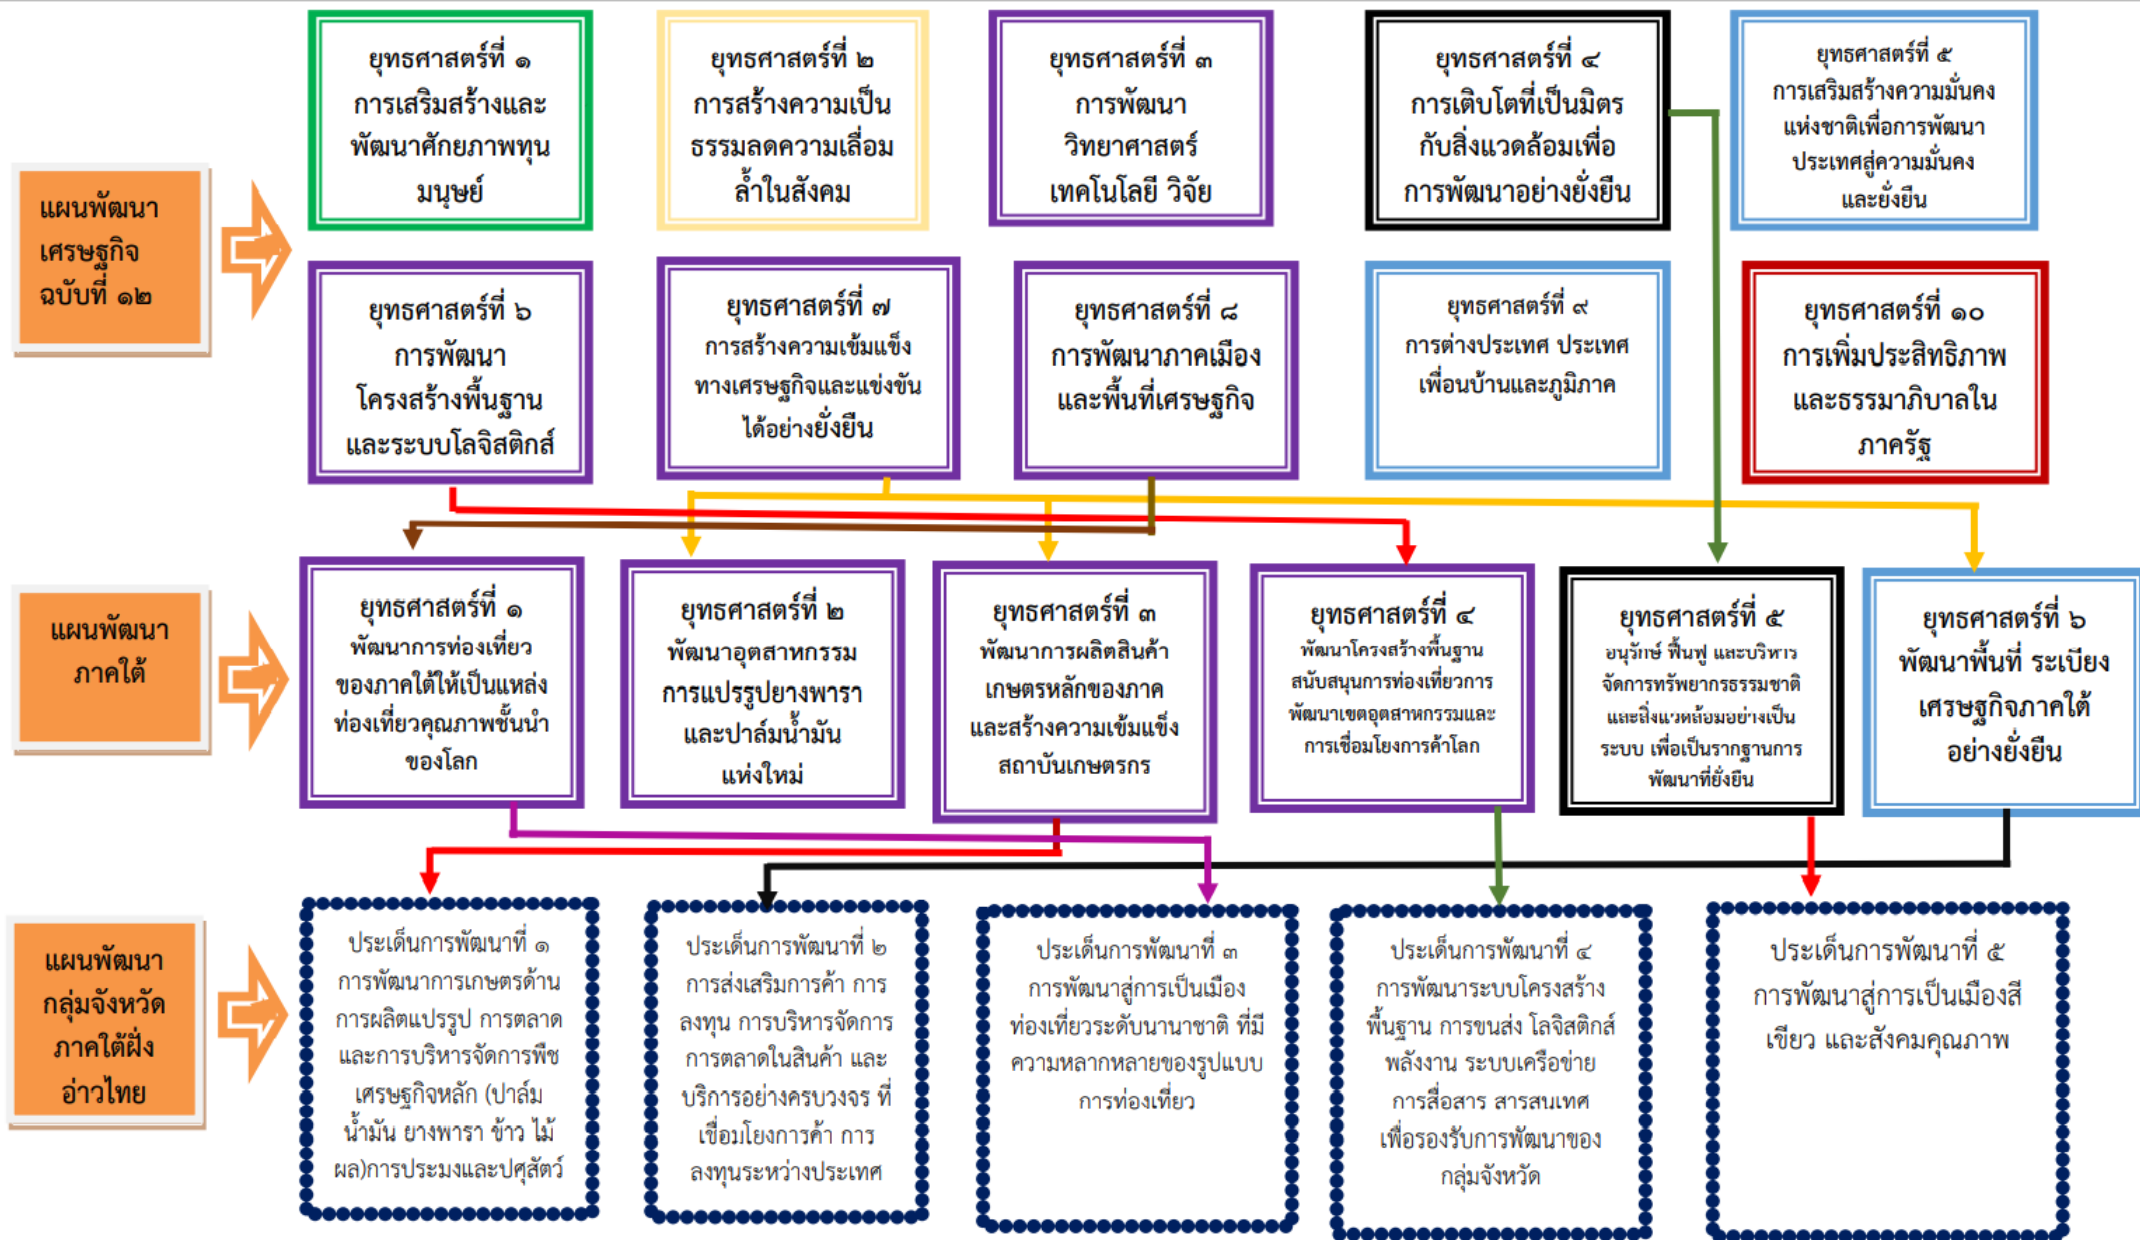 ยุทธศาสตร์ที่ ๑
การเสริมสร้างและ
พัฒนาศักยภาพทุน
มนุษย์
ยุทธศาสตร์ที่ ๒
การสร้างความเป็น
ธรรมลดความเลื่อม
ล้ำในสังคม
ยุทธศาสตร์ที่ ๓
การพัฒนา
วิทยาศาสตร์
เทคโนโลยี วิจัย
ยุทธศาสตร์ที่ ๔
การเติบโตที่เป็นมิตร
กับสิ่งแวดล้อมเพื่อ
การพัฒนาอย่างยั่งยืน
ยุทธศาสตร์ที่ ๕
การเสริมสร้างความมั่นคง
แห่งชาติเพื่อการพัฒนา
ประเทศสู่ความมั่นคง
และยั่งยืน
แผนพัฒนา
เศรษฐกิจ
ฉบับที่ ๑๒
ยุทธศาสตร์ที่ ๖
การพัฒนา
โครงสร้างพื้นฐาน
และระบบโลจิสติกส์
ยุทธศาสตร์ที่ ๗
การสร้างความเข้มแข็ง
ทางเศรษฐกิจและแข่งขัน
ได้อย่างยั่งยืน
ยุทธศาสตร์ที่ ๘
การพัฒนาภาคเมือง
และพื้นที่เศรษฐกิจ
ยุทธศาสตร์ที่ ๙
การต่างประเทศ ประเทศ
เพื่อนบ้านและภูมิภาค
ยุทธศาสตร์ที่ ๑๐
การเพิ่มประสิทธิภาพ
และธรรมาภิบาลใน
ภาครัฐ
แผนพัฒนา
ภาคใต้
ยุทธศาสตร์ที่ ๑
พัฒนาการท่องเที่ยว
ของภาคใต้ให้เป็นแหล่ง
ท่องเที่ยวคุณภาพชั้นนำ
ของโลก
ยุทธศาสตร์ที่ ๒
พัฒนาอุตสาหกรรม
การแปรรูปยางพารา
และปาล์มน้ำมัน
แห่งใหม่
ยุทธศาสตร์ที่ ๓
พัฒนาการผลิตสินค้า
เกษตรหลักของภาค
และสร้างความเข้มแข็ง
สถาบันเกษตรกร
ยุทธศาสตร์ที่ ๔
พัฒนาโครงสร้างพื้นฐาน
สนับสนุนการท่องเที่ยวการ
พัฒนาเขตอุตสาหกรรมและ
การเชื่อมโยงการค้าโลก
ยุทธศาสตร์ที่ ๕
อนุรักษ์ ฟื้นฟู และบริหาร
จัดการทรัพยากรธรรมชาติ
และสิ่งแวดล้อมอย่างเป็น
ระบบ เพื่อเป็นรากฐานการ
พัฒนาที่ยั่งยืน
ยุทธศาสตร์ที่ ๖
พัฒนาพื้นที่ ระเบียง
เศรษฐกิจภาคใต้
อย่างยั่งยืน
แผนพัฒนา
กลุ่มจังหวัด
ภาคใต้ฝั่ง
อ่าวไทย
ประเด็นการพัฒนาที่ ๑
การพัฒนาการเกษตรด้าน
การผลิตแปรรูป การตลาด
และการบริหารจัดการพืช
เศรษฐกิจหลัก (ปาล์ม
น้ำมัน ยางพารา ข้าว ไม้
ผล)การประมงและปศุสัตว์
ประเด็นการพัฒนาที่ ๒
การส่งเสริมการค้า การ
ลงทุน การบริหารจัดการ
การตลาดในสินค้า และ
บริการอย่างครบวงจร ที่
เชื่อมโยงการค้า การ
ลงทุนระหว่างประเทศ
ประเด็นการพัฒนาที่ ๓
การพัฒนาสู่การเป็นเมือง
ท่องเที่ยวระดับนานาชาติ ที่มี
ความหลากหลายของรูปแบบ
การท่องเที่ยว
ประเด็นการพัฒนาที่ ๔
การพัฒนาระบบโครงสร้าง
พื้นฐาน การขนส่ง โลจิสติกส์
พลังงาน ระบบเครือข่าย
การสื่อสาร สารสนเทศ
เพื่อรองรับการพัฒนาของ
กลุ่มจังหวัด
ประเด็นการพัฒนาที่ ๕
การพัฒนาสู่การเป็นเมืองสี
เขียว และสังคมคุณภาพ